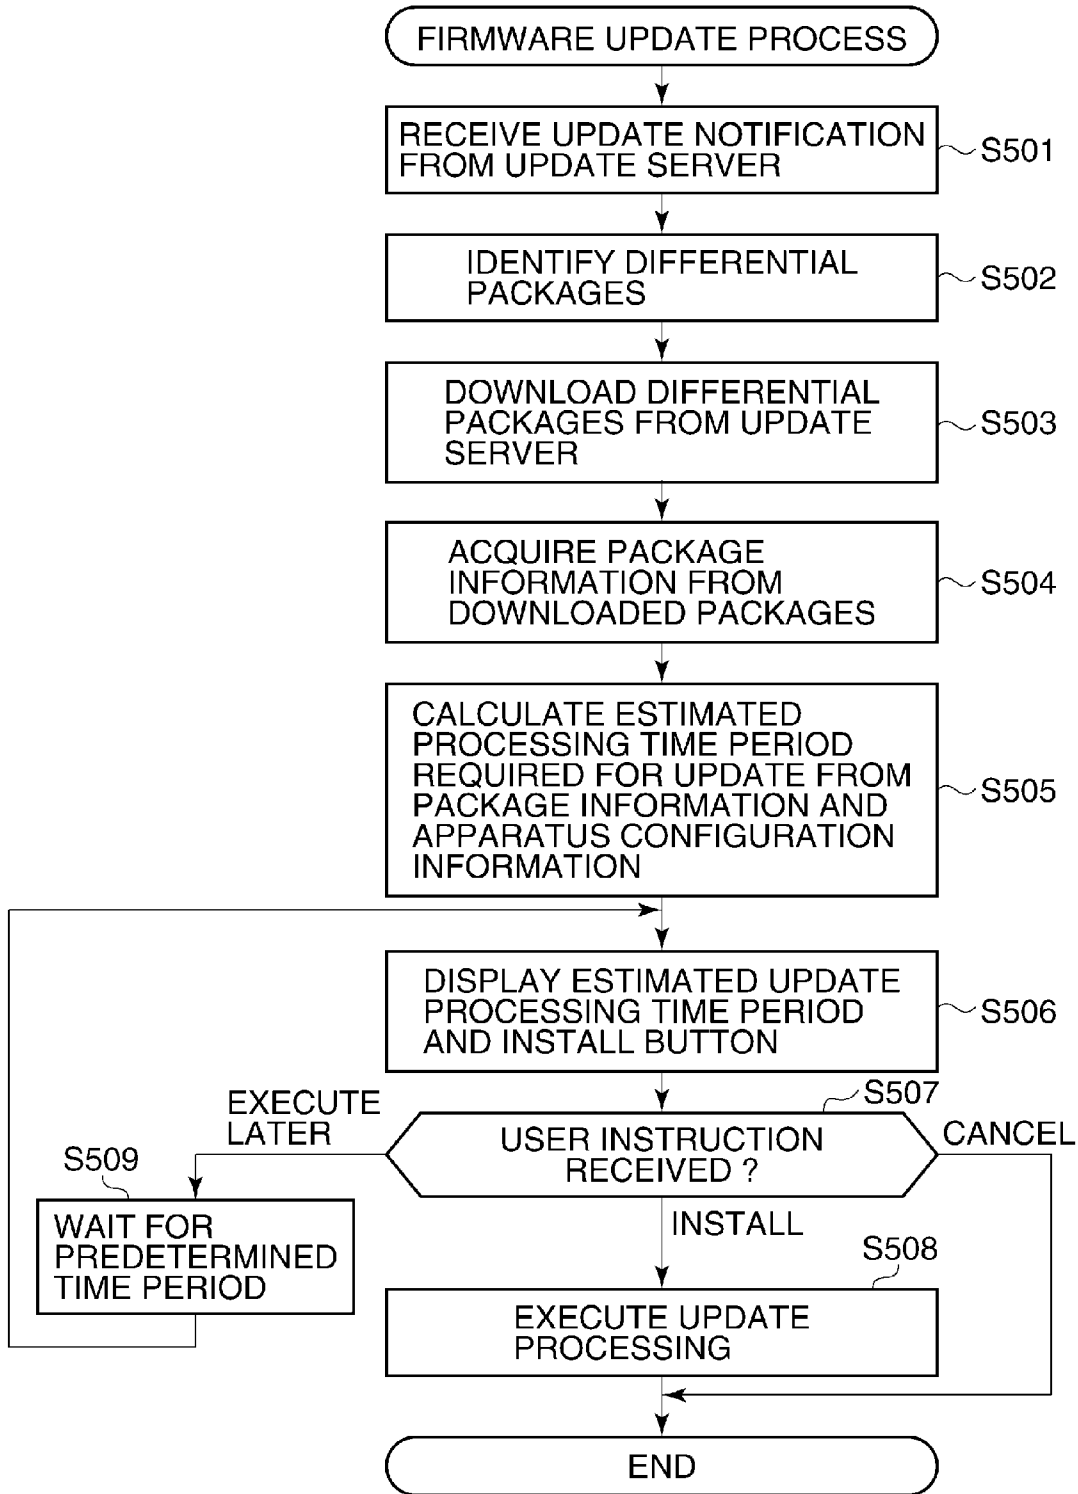 FIRMWARE UPDATE PROCESS
RECEIVE UPDATE NOTIFICATION
FROM UPDATE SERVER
S501
IDENTIFY DIFFERENTIAL
PACKAGES
S502
DOWNLOAD DIFFERENTIAL
PACKAGES FROM UPDATE
SERVER
S503
ACQUIRE PACKAGE
INFORMATION FROM
DOWNLOADED PACKAGES
S504
CALCULATE ESTIMATED
PROCESSING TIME PERIOD
REQUIRED FOR UPDATE FROM
PACKAGE INFORMATION AND
APPARATUS CONFIGURATION
INFORMATION
S505
DISPLAY ESTIMATED UPDATE
PROCESSING TIME PERIOD
AND INSTALL BUTTON
S506
S507
USER INSTRUCTION
RECEIVED ?
EXECUTE
LATER
CANCEL
S509
WAIT FOR
PREDETERMINED
TIME PERIOD
INSTALL
S508
EXECUTE UPDATE
PROCESSING
END